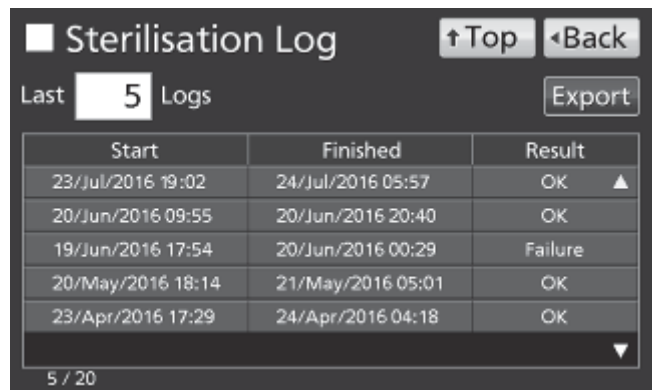 Sterilisation Log ↑Top ◂Back
Last 5 Logs Export
Start Finished Result
23/Jul/2016 19:02 24/Jul/2016 05:57 OK ▲
20/Jun/2016 09:55 20/Jun/2016 20:40 OK
19/Jun/2016 17:54 20/Jun/2016 00:29 Failure
20/May/2016 18:14 21/May/2016 05:01 OK
23/Apr/2016 17:29 24/Apr/2016 04:18 OK
▼
5 / 20